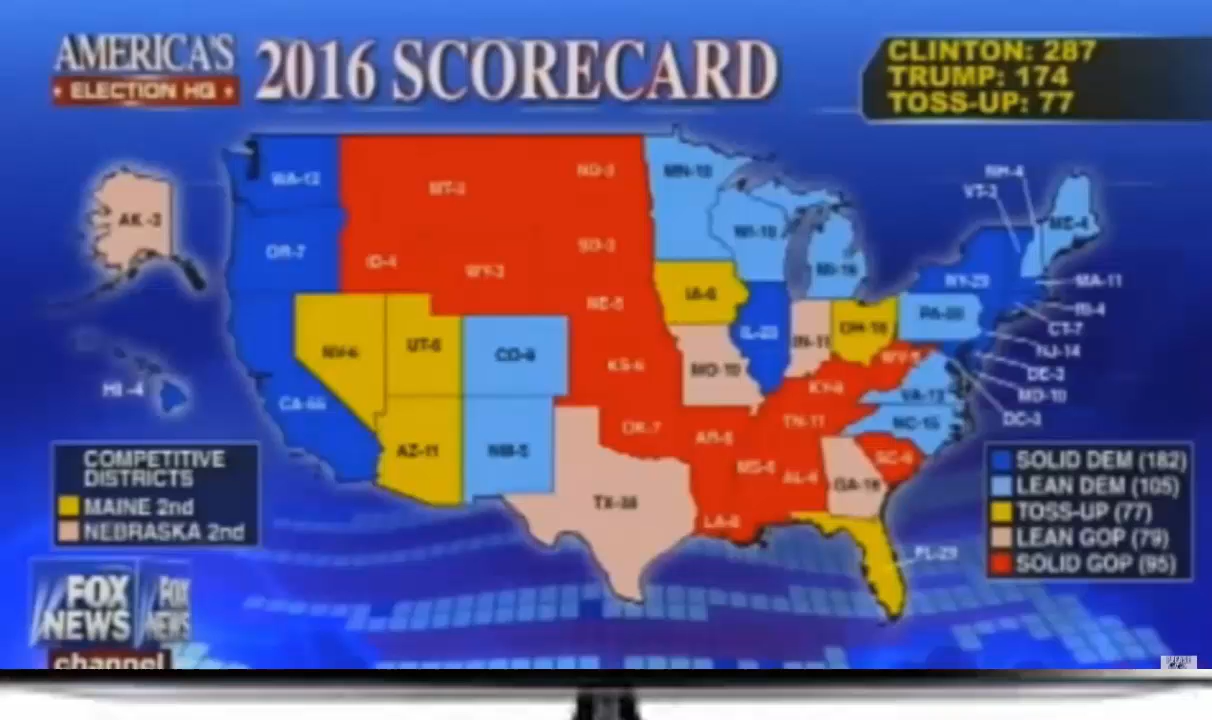 AMERICA'S
ELECTION HQ
2016 SCORECARD
CLINTON: 287
TRUMP: 174
TOSS-UP: 77
WA-12
MT-3
ND-3
MN-10
NH-4
VT-3
AK-3
ME-4
OR-7
ID-4
WY-3
SD-3
WI-10
MI-16
NY-29
MA-11
RI-4
CT-7
NJ-14
DE-3
MD-10
DC-3
NE-5
IA-6
IL-20
IN-11
OH-18
PA-20
NV-6
UT-6
CO-9
KS-6
MO-10
KY-8
WV-5
VA-13
HI-4
CA-55
AZ-11
NM-5
OK-7
AR-6
TN-11
NC-15
SC-9
MS-6
AL-9
GA-16
TX-38
LA-8
FL-29
COMPETITIVE
DISTRICTS
MAINE 2nd
NEBRASKA 2nd
SOLID DEM (182)
LEAN DEM (105)
TOSS-UP (77)
LEAN GOP (79)
SOLID GOP (95)
FOX
NEWS
channel
FOX
NEWS